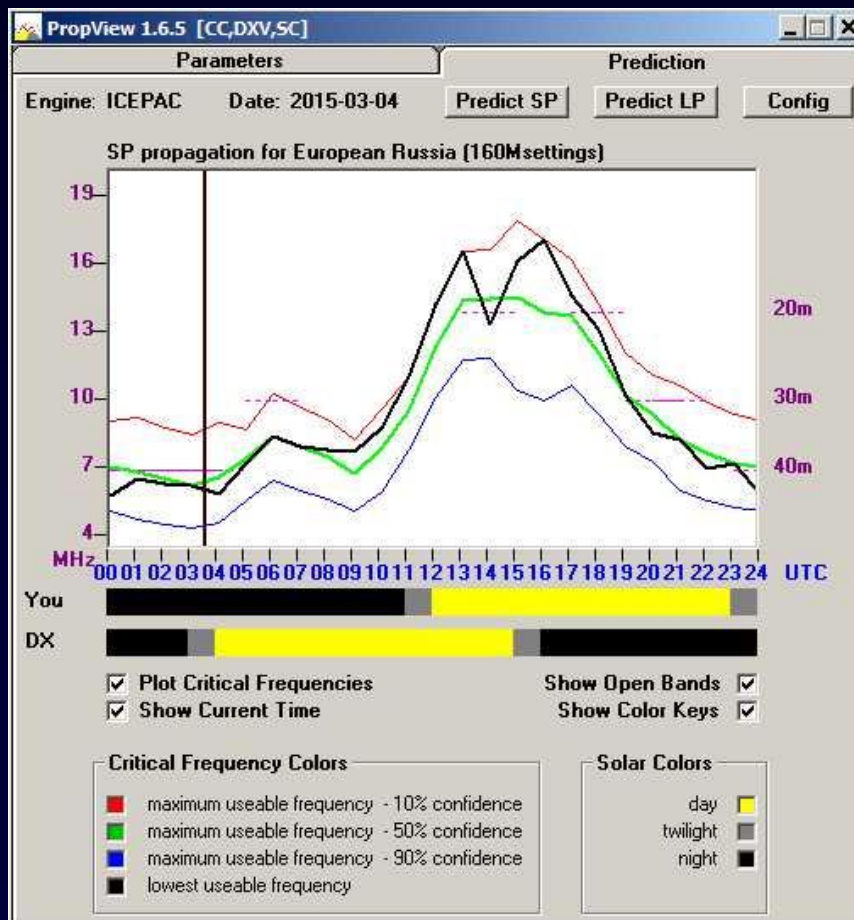 PropView 1.6.5 [CC,DXV,SC]
Parameters
Prediction
Engine: ICEPAC Date: 2015-03-04 Predict SP Predict LP Config
SP propagation for European Russia (160Msettings)
19
16
13
10
7
4
MHz
20m
30m
40m
00 01 02 03 04 05 06 07 08 09 10 11 12 13 14 15 16 17 18 19 20 21 22 23 24 UTC
You
DX
Plot Critical Frequencies
Show Open Bands
Show Current Time
Show Color Keys
Critical Frequency Colors
maximum useable frequency - 10% confidence
maximum useable frequency - 50% confidence
maximum useable frequency - 90% confidence
lowest useable frequency
Solar Colors
day
twilight
night